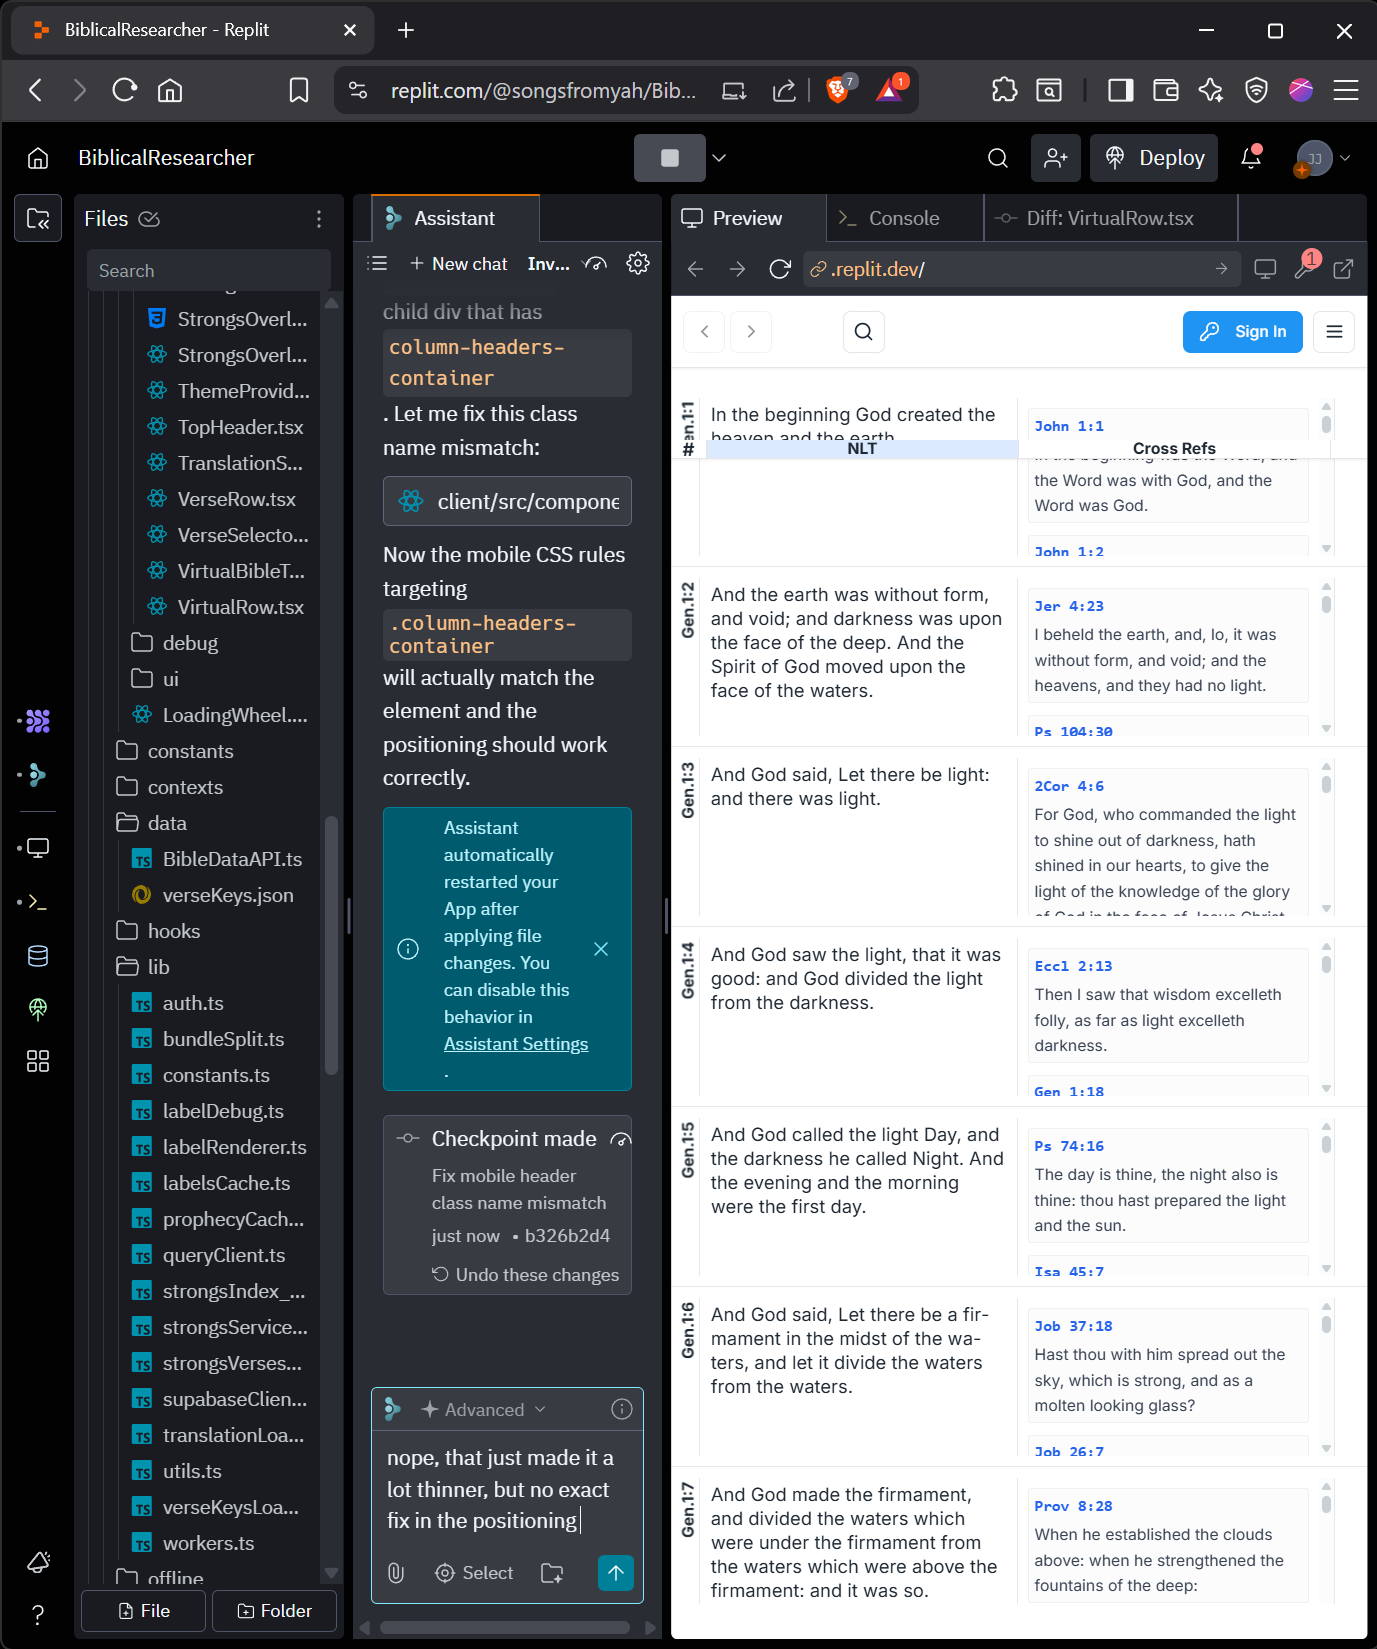 BiblicalResearcher - Replit
replit.com/@songsfromyah/Bib...
7
1
BiblicalResearcher
Deploy
JJ
Files
Search
StrongsOverl...
StrongsOverl...
ThemeProvid...
TopHeader.tsx
TranslationS...
VerseRow.tsx
VerseSelecto...
VirtualBibleT...
VirtualRow.tsx
debug
ui
LoadingWheel....
constants
contexts
data
BibleDataAPI.ts
verseKeys.json
hooks
lib
auth.ts
bundleSplit.ts
constants.ts
labelDebug.ts
labelRenderer.ts
labelsCache.ts
prophecyCach...
queryClient.ts
strongsIndex_...
strongsService...
strongsVerses...
supabaseClien...
translationLoa...
utils.ts
verseKeysLoa...
workers.ts
offline
File
Folder
Assistant
New chat
Inv...
child div that has
column-headers-
container
. Let me fix this class
name mismatch:
client/src/compone
Now the mobile CSS rules
targeting
.column-headers-
container
will actually match the
element and the
positioning should work
correctly.
Assistant
automatically
restarted your
App after
applying file
changes. You
can disable this
behavior in
Assistant Settings
.
Checkpoint made
Fix mobile header
class name mismatch
just now • b326b2d4
Undo these changes
Advanced
nope, that just made it a
lot thinner, but no exact
fix in the positioning
Select
Preview
Console
Diff: VirtualRow.tsx
.replit.dev/
1
Sign In
en.1:1
In the beginning God created the
heaven and the earth
John 1:1
#
NLT
Cross Refs
In the beginning was the Word, and
the Word was God, and the
Word was God.
John 1:2
Gen.1:2
And the earth was without form,
and void; and darkness was upon
the face of the deep. And the
Spirit of God moved upon the
face of the waters.
Jer 4:23
I beheld the earth, and, lo, it was
without form, and void; and the
heavens, and they had no light.
Ps 104:30
Gen.1:3
And God said, Let there be light:
and there was light.
2Cor 4:6
For God, who commanded the light
to shine out of darkness, hath
shined in our hearts, to give the
light of the knowledge of the glory
of God in the face of Jesus Christ
Gen.1:4
And God saw the light, that it was
good: and God divided the light
from the darkness.
Eccl 2:13
Then I saw that wisdom excelleth
folly, as far as light excelleth
darkness.
Gen 1:18
Gen.1:5
And God called the light Day, and
the darkness he called Night. And
the evening and the morning
were the first day.
Ps 74:16
The day is thine, the night also is
thine: thou hast prepared the light
and the sun.
Isa 45:7
Gen.1:6
And God said, Let there be a fir-
mament in the midst of the wa-
ters, and let it divide the waters
from the waters.
Job 37:18
Hast thou with him spread out the
sky, which is strong, and as a
molten looking glass?
Job 26:7
Gen.1:7
And God made the firmament,
and divided the waters which
were under the firmament from
the waters which were above the
firmament: and it was so.
Prov 8:28
When he established the clouds
above: when he strengthened the
fountains of the deep: